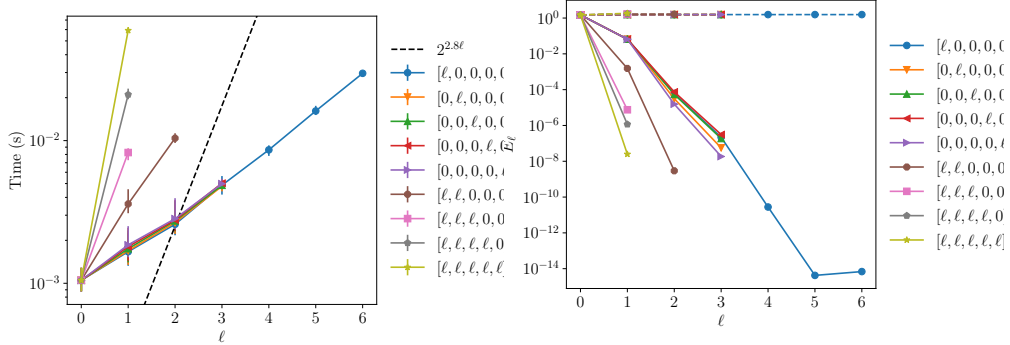 Time (s)
10^{-2}
10^{-3}
0 1 2 3 4 5 6
ℓ
2^{2.8ℓ}
[ℓ, 0, 0, 0, 0
[0, ℓ, 0, 0, 0
[0, 0, ℓ, 0, 0
[0, 0, 0, ℓ, 0
[0, 0, 0, 0, ℓ
[ℓ, ℓ, 0, 0, 0
[ℓ, ℓ, ℓ, 0, 0
[ℓ, ℓ, ℓ, ℓ, 0
[ℓ, ℓ, ℓ, ℓ, ℓ]
E_ℓ
10^{0}
10^{-2}
10^{-4}
10^{-6}
10^{-8}
10^{-10}
10^{-12}
10^{-14}
0 1 2 3 4 5 6
ℓ
[ℓ, 0, 0, 0, 0
[0, ℓ, 0, 0, 0
[0, 0, ℓ, 0, 0
[0, 0, 0, ℓ, 0
[0, 0, 0, 0, ℓ
[ℓ, ℓ, 0, 0, 0
[ℓ, ℓ, ℓ, 0, 0
[ℓ, ℓ, ℓ, ℓ, 0]
[ℓ, ℓ, ℓ, ℓ, ℓ]